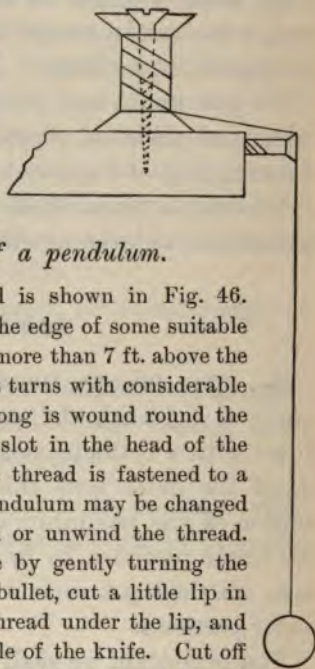 f a pendulum.
is shown in Fig. 46.
he edge of some suitable
more than 7 ft. above the
turns with considerable
ong is wound round the
slot in the head of the
thread is fastened to a
endulum may be changed
or unwind the thread.
e by gently turning the
bullet, cut a little lip in
hread under the lip, and
le of the knife. Cut off